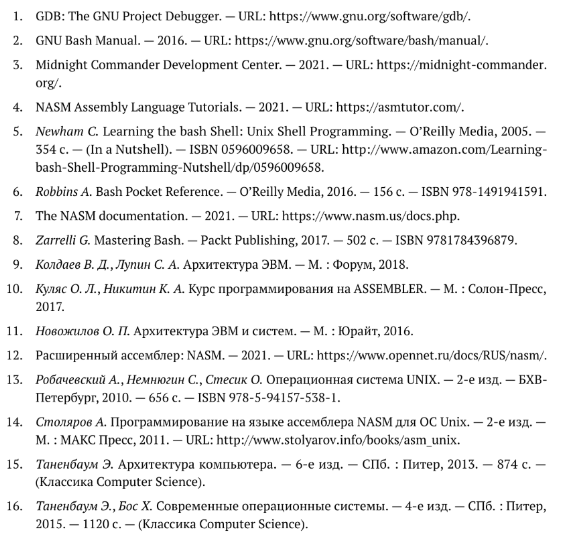 1. GDB: The GNU Project Debugger. — URL: https://www.gnu.org/software/gdb/.
2. GNU Bash Manual. — 2016. — URL: https://www.gnu.org/software/bash/manual/.
3. Midnight Commander Development Center. — 2021. — URL: https://midnight-commander.
org/.
4. NASM Assembly Language Tutorials. — 2021. — URL: https://asmtutor.com/.
5. Newham C. Learning the bash Shell: Unix Shell Programming. — O’Reilly Media, 2005. —
354 с. — (In a Nutshell). — ISBN 0596009658. — URL: http://www.amazon.com/Learning-
bash-Shell-Programming-Nutshell/dp/0596009658.
6. Robbins A. Bash Pocket Reference. — O’Reilly Media, 2016. — 156 с. — ISBN 978-1491941591.
7. The NASM documentation. — 2021. — URL: https://www.nasm.us/docs.php.
8. Zarrelli G. Mastering Bash. — Packt Publishing, 2017. — 502 с. — ISBN 9781784396879.
9. Колдаев В. Д., Лупин С. А. Архитектура ЭВМ. — М. : Форум, 2018.
10. Куляс О. Л., Никитин К. А. Курс программирования на ASSEMBLER. — М. : Солон-Пресс,
2017.
11. Новожилов О. П. Архитектура ЭВМ и систем. — М. : Юрайт, 2016.
12. Расширенный ассемблер: NASM. — 2021. — URL: https://www.opennet.ru/docs/RUS/nasm/.
13. Робачевский А., Немнюгин С., Стесик О. Операционная система UNIX. — 2-е изд. — БХВ-
Петербург, 2010. — 656 с. — ISBN 978-5-94157-538-1.
14. Столяров А. Программирование на языке ассемблера NASM для ОС Unix. — 2-е изд. —
М. : МАКС Пресс, 2011. — URL: http://www.stolyarov.info/books/asm_unix.
15. Таненбаум Э. Архитектура компьютера. — 6-е изд. — СПб. : Питер, 2013. — 874 с. —
(Классика Computer Science).
16. Таненбаум Э., Бос Х. Современные операционные системы. — 4-е изд. — СПб. : Питер,
2015. — 1120 с. — (Классика Computer Science).